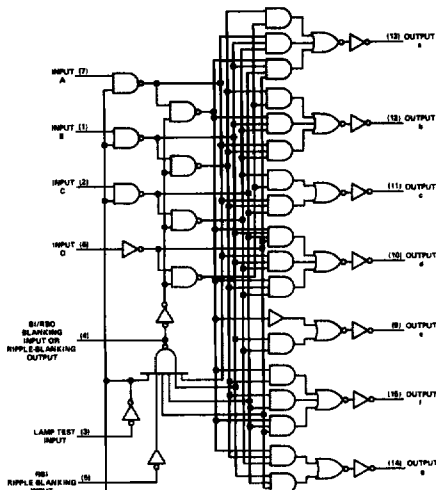 (13) OUTPUT
a
INPUT (7)
A
INPUT (1)
B
(12) OUTPUT
b
INPUT (2)
C
(11) OUTPUT
c
INPUT (6)
D
(10) OUTPUT
d
BI/RBO
BLANKING
INPUT OR
RIPPLE-BLANKING
OUTPUT
(4)
(9) OUTPUT
e
(15) OUTPUT
f
LAMP TEST
INPUT (3)
RBI
RIPPLE-BLANKING (5)
INPUT
(14) OUTPUT
g